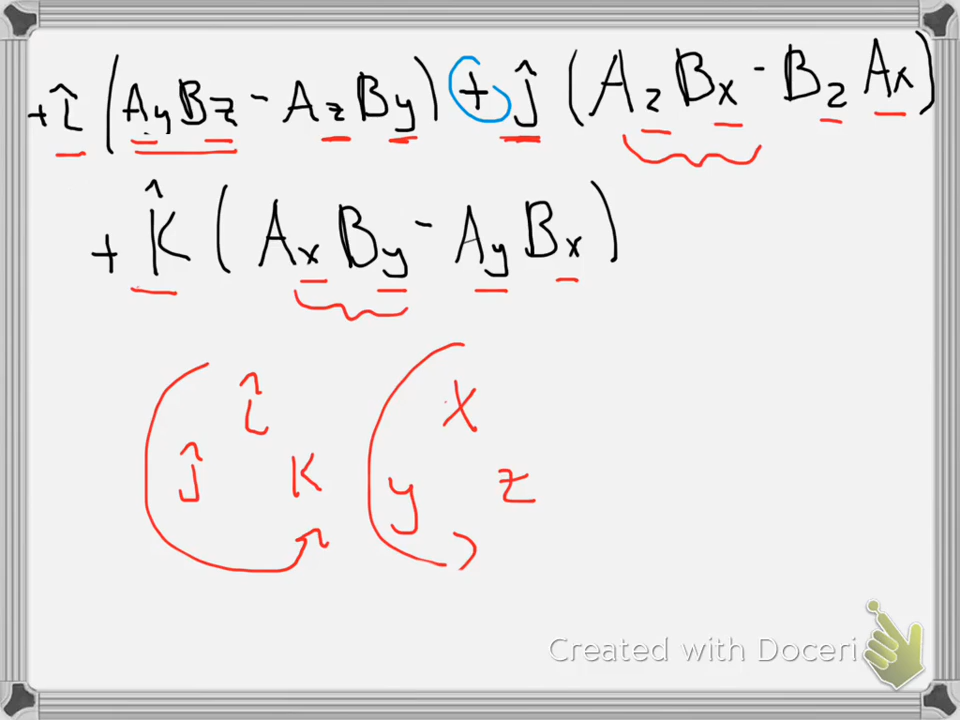 + î (AyBz - AzBy) + ĵ (AzBx - BzAx)
+ K̂ (AxBy - AyBx)
î X
ĵ K y z
Created with Doceri